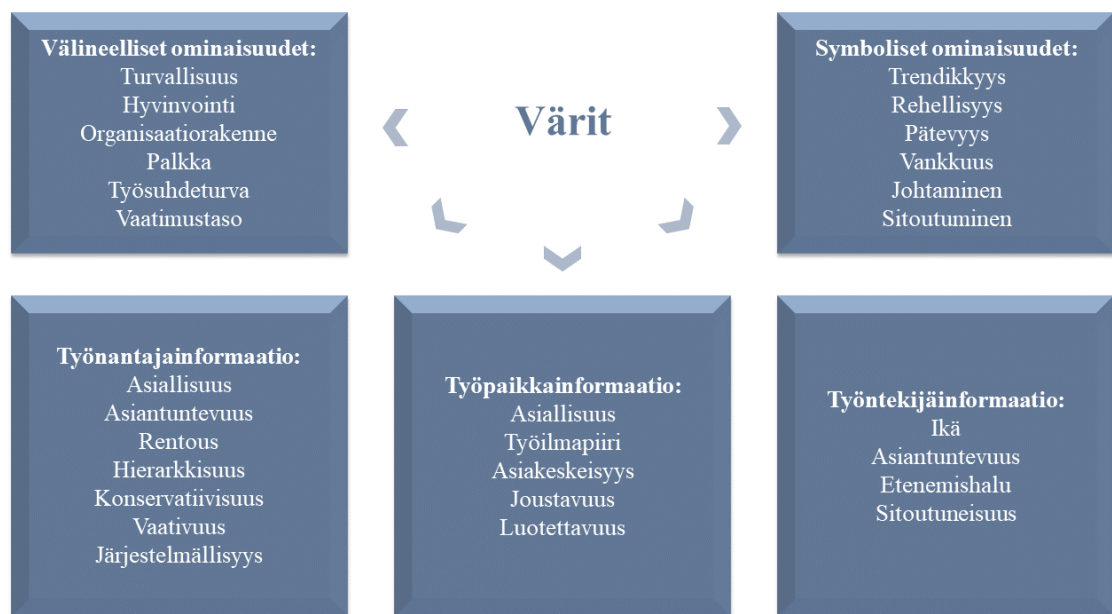 Välineelliset ominaisuudet:
Turvallisuus
Hyvinvointi
Organisaatiorakenne
Palkka
Työsuhdeturva
Vaatimustaso
Värit
Symboliset ominaisuudet:
Trendikkyys
Rehellisyys
Pätevyys
Vankkuus
Johtaminen
Sitoutuminen
Työnantajainformaatio:
Asiallisuus
Asiantuntevuus
Rentous
Hierarkkisuus
Konservatiivisuus
Vaativuus
Järjestelmällisyys
Työpaikkainformaatio:
Asiallisuus
Työilmapiiri
Asiakeskeisyys
Joustavuus
Luotettavuus
Työntekijäinformaatio:
Ikä
Asiantuntevuus
Etenemishalu
Sitoutuneisuus